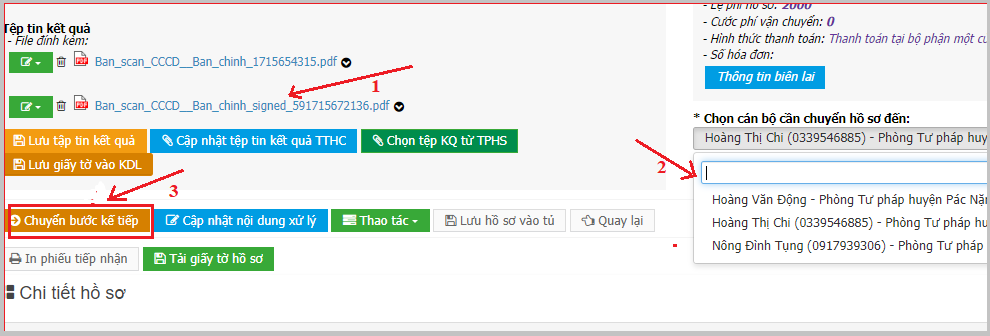 - Lệ phí hồ sơ: 2000
Tệp tin kết quả
- Cước phí vận chuyển: 0
- File đính kèm:
- Hình thức thanh toán: Thanh toán tại bộ phận một cu
- Số hóa đơn:
Ban_scan_CCCD__Ban_chinh_1715654315.pdf
Thông tin biên lai
1
Ban_scan_CCCD__Ban_chinh_signed_591715672136.pdf
* Chọn cán bộ cần chuyển hồ sơ đến:
Lưu tập tin kết quả Cập nhật tệp tin kết quả TTHC Chọn tệp KQ từ TPHS
Hoàng Thị Chi (0339546885) - Phòng Tư pháp huyệ
Lưu giấy tờ vào KDL
2
3
Hoàng Văn Động - Phòng Tư pháp huyện Pác Nặn
Chuyển bước kế tiếp Cập nhật nội dung xử lý Thao tác Lưu hồ sơ vào tủ Quay lại
Hoàng Thị Chi (0339546885) - Phòng Tư pháp hu
Nông Đình Tụng (0917939306) - Phòng Tư pháp
In phiếu tiếp nhận Tải giấy tờ hồ sơ
Chi tiết hồ sơ